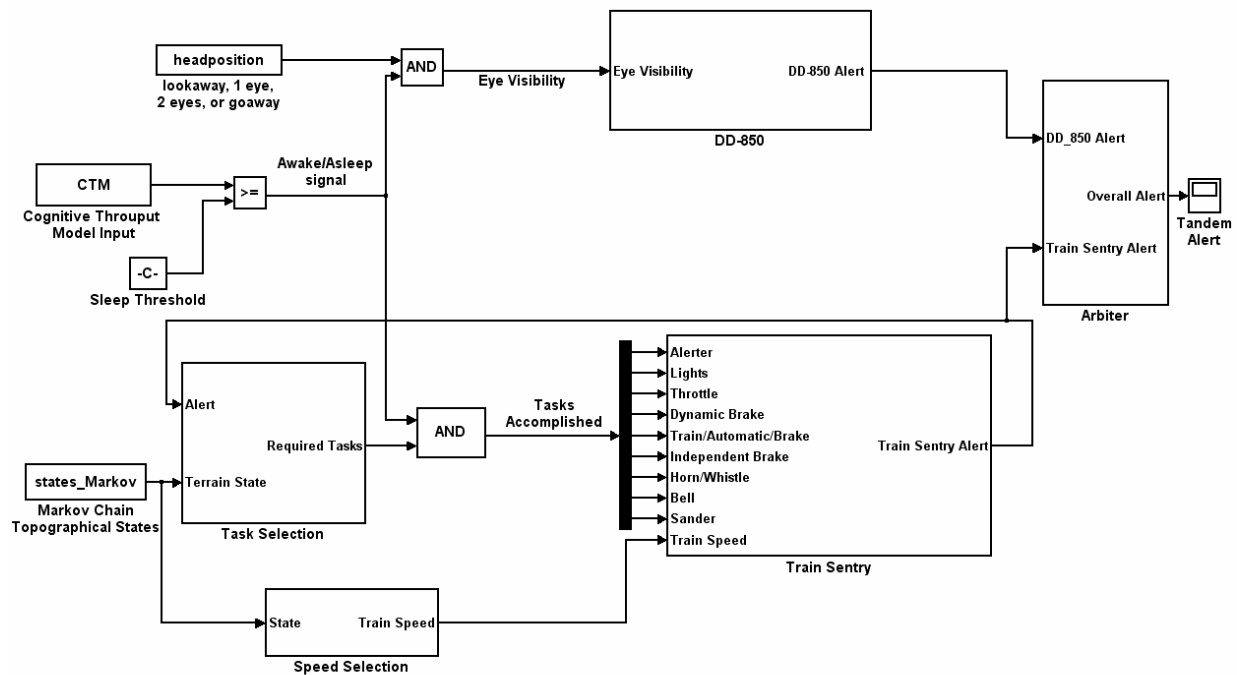 headposition
lookaway, 1 eye,
2 eyes, or goaway
AND
Eye Visibility
Eye Visibility
DD-850 Alert
DD-850
CTM
Cognitive Throuput
Model Input
>=
Awake/Asleep
signal
-C-
Sleep Threshold
DD_850 Alert
Overall Alert
Train Sentry Alert
Arbiter
Tandem
Alert
Alert
Required Tasks
Terrain State
Task Selection
states_Markov
Markov Chain
Topographical States
AND
Tasks
Accomplished
Alerter
Lights
Throttle
Dynamic Brake
Train/Automatic/Brake
Independent Brake
Horn/Whistle
Bell
Sander
Train Speed
Train Sentry Alert
Train Sentry
State
Train Speed
Speed Selection